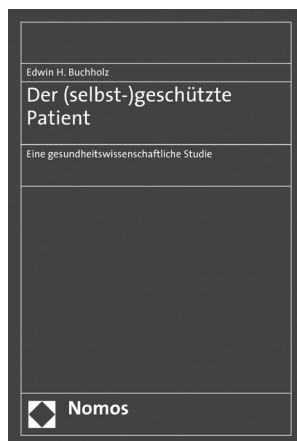 Edwin H. Buchholz
Der (selbst-)geschützte
Patient
Eine gesundheitswissenschaftliche Studie
Nomos